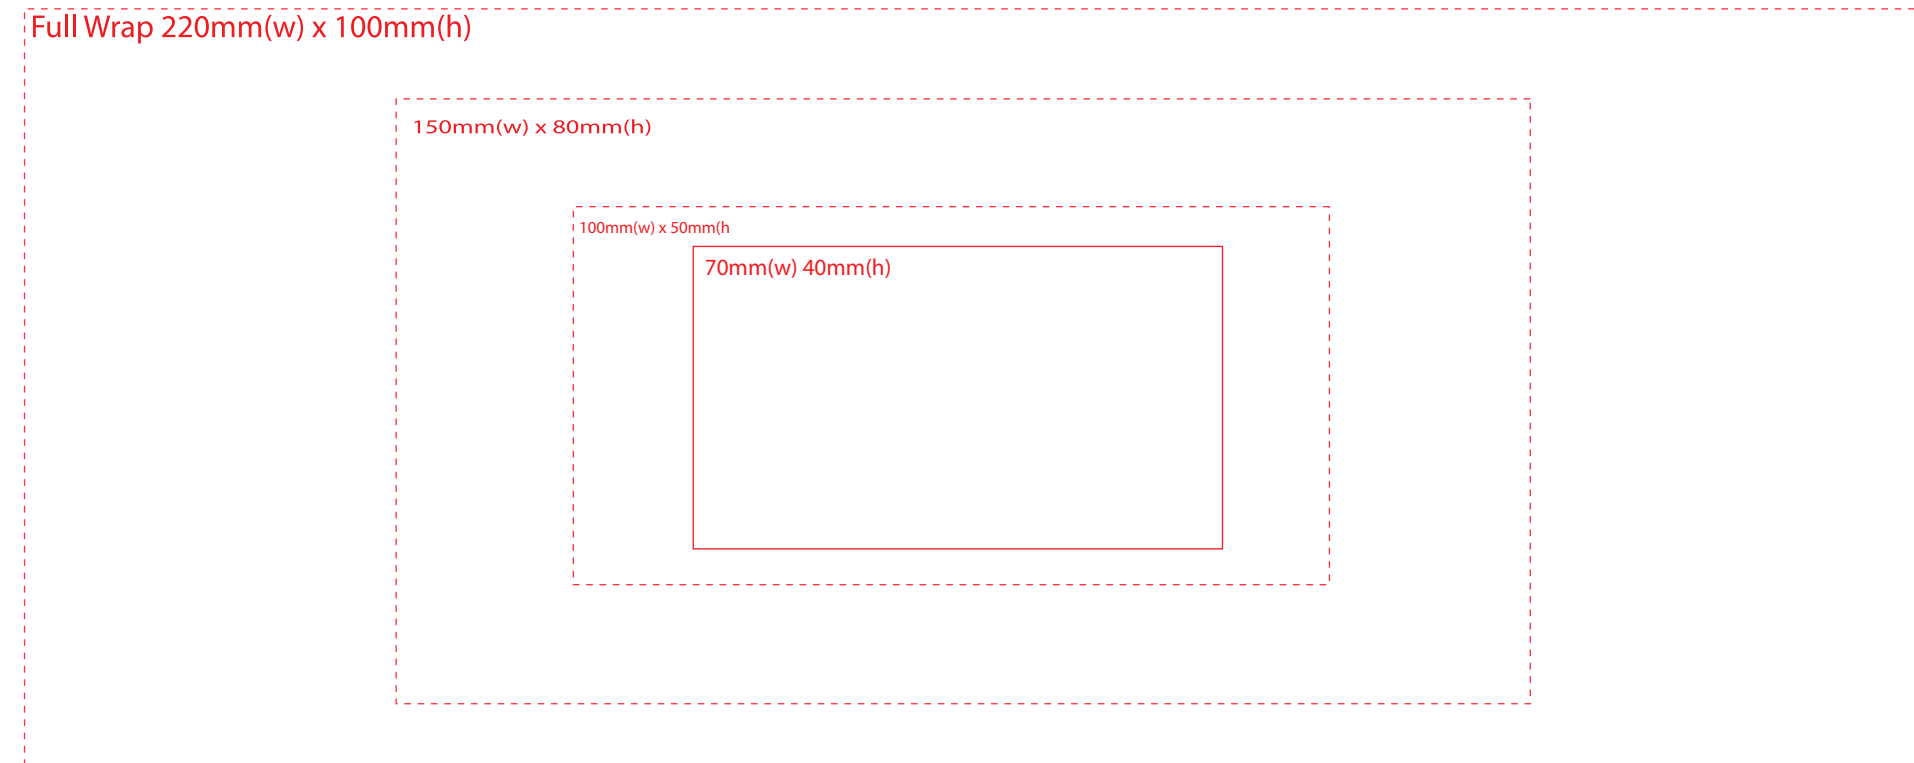 Full Wrap 220mm(w) x 100mm(h)
150mm(w) x 80mm(h)
100mm(w) x 50mm(h
70mm(w) 40mm(h)